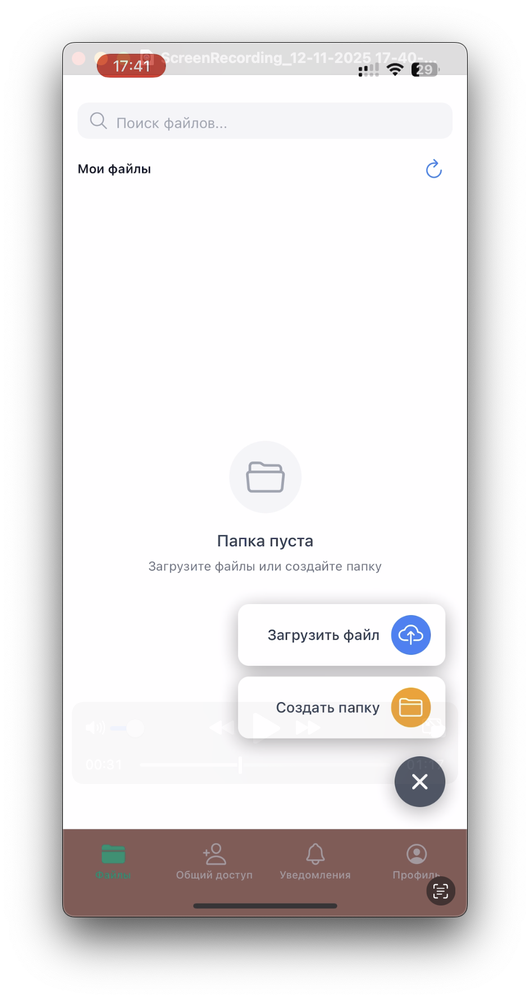 ScreenRecording_12-11-2025 17-40-...
17:41
29
Поиск файлов...
Мои файлы
Папка пуста
Загрузите файлы или создайте папку
Загрузить файл
Создать папку
00:31
01:17
Файлы
Общий доступ
Уведомления
Профиль